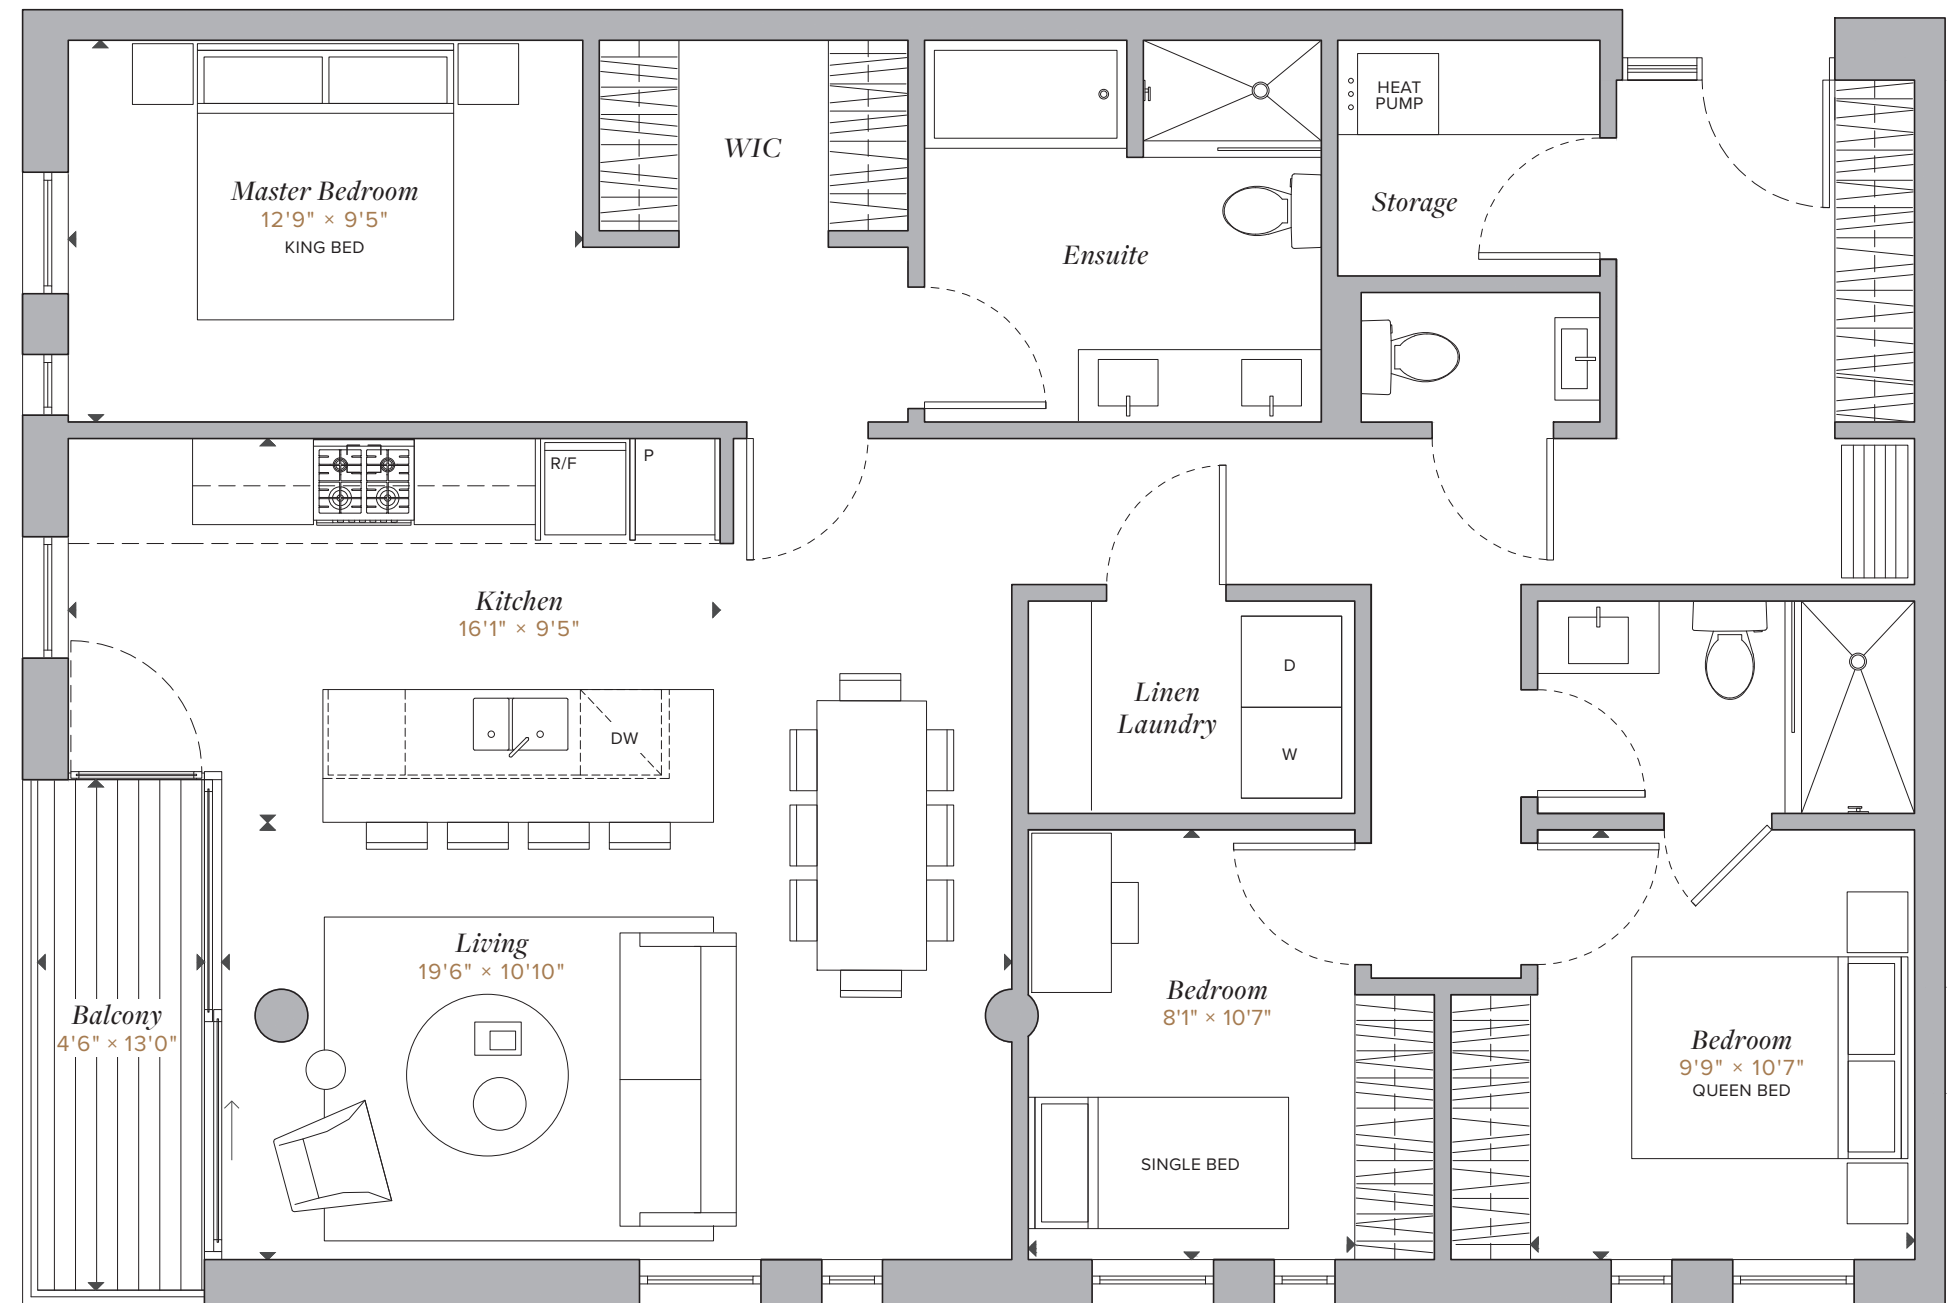 Master Bedroom
12'9" × 9'5"
KING BED
WIC
Ensuite
HEAT
PUMP
Storage
R/F
P
Kitchen
16'1" × 9'5"
DW
Linen
Laundry
D
W
Living
19'6" × 10'10"
Balcony
4'6" × 13'0"
Bedroom
8'1" × 10'7"
SINGLE BED
Bedroom
9'9" × 10'7"
QUEEN BED